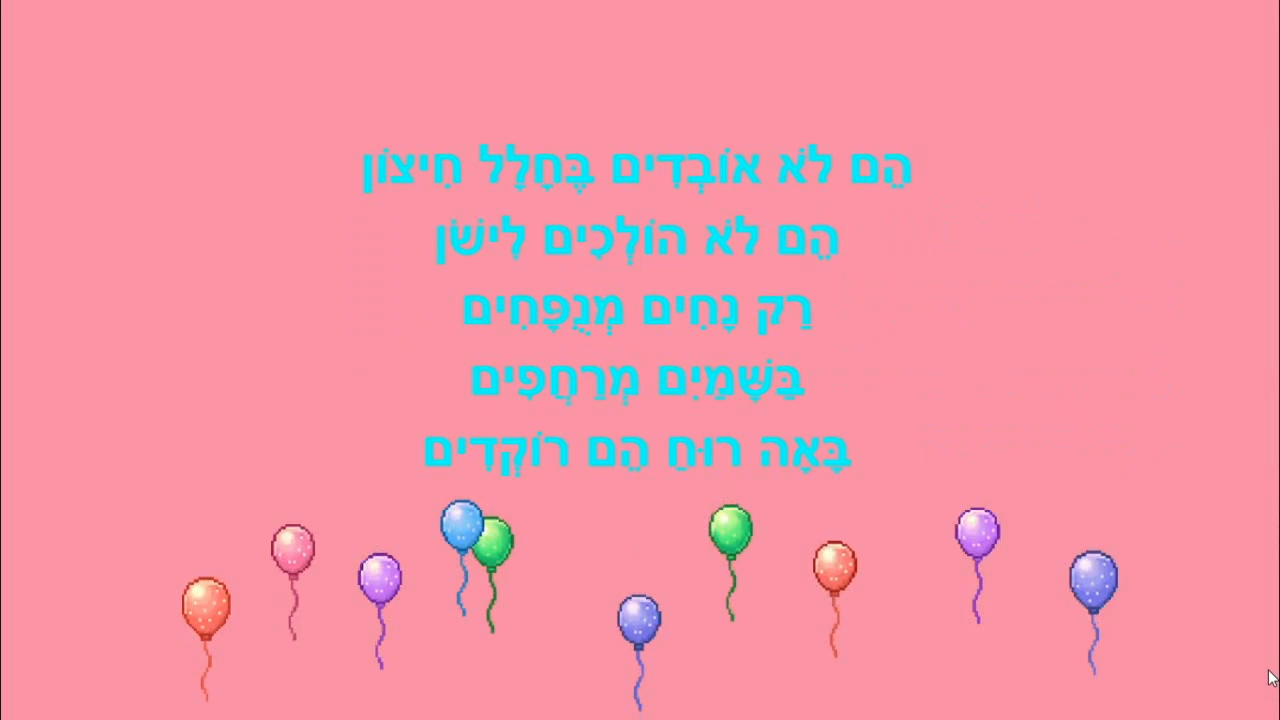 הֵם לֹא אוֹבְדִים בֶּחָלָל חִיצוֹן
הֵם לֹא הוֹלְכִים לִישֹׁן
רַק נָחִים מְנֻפָּחִים
בַּשָּׁמַיִם מְרַחֲפִים
בָּאָה רוּחַ הֵם רוֹקְדִים